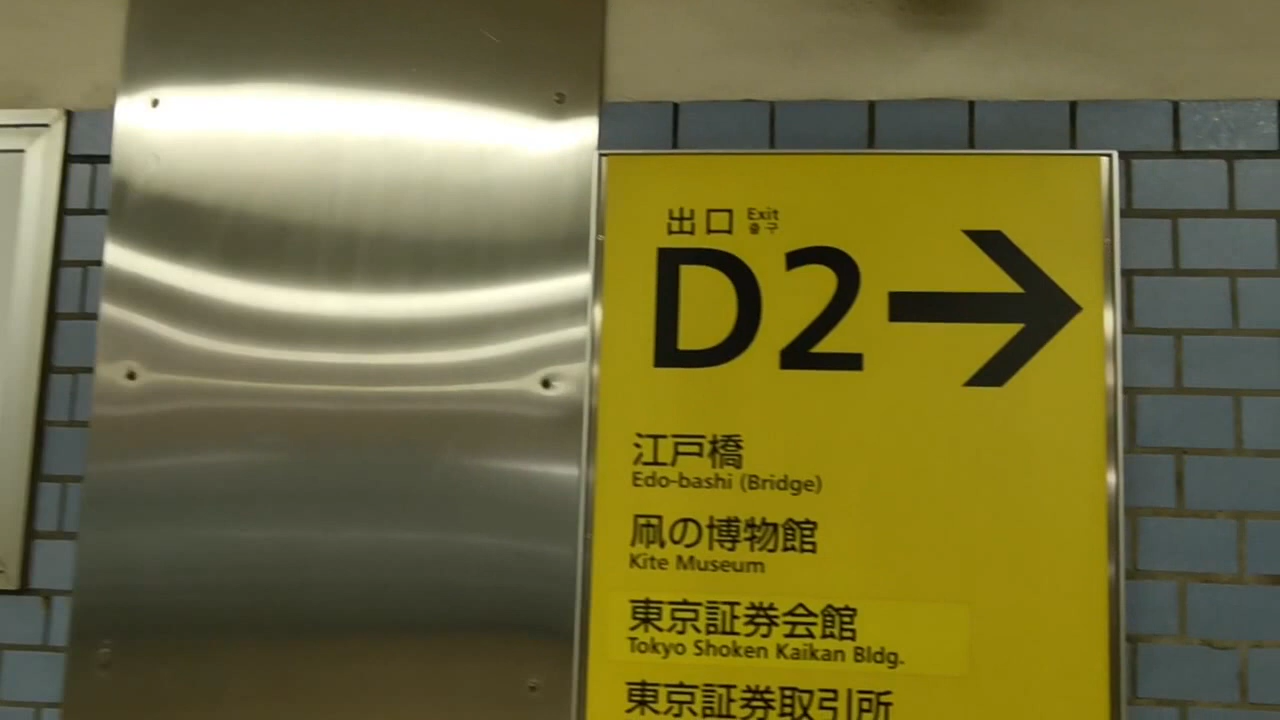 出口 Exit 출구
D2 →
江戸橋
Edo-bashi (Bridge)
凧の博物館
Kite Museum
東京証券会館
Tokyo Shoken Kaikan Bldg.
東京証券取引所